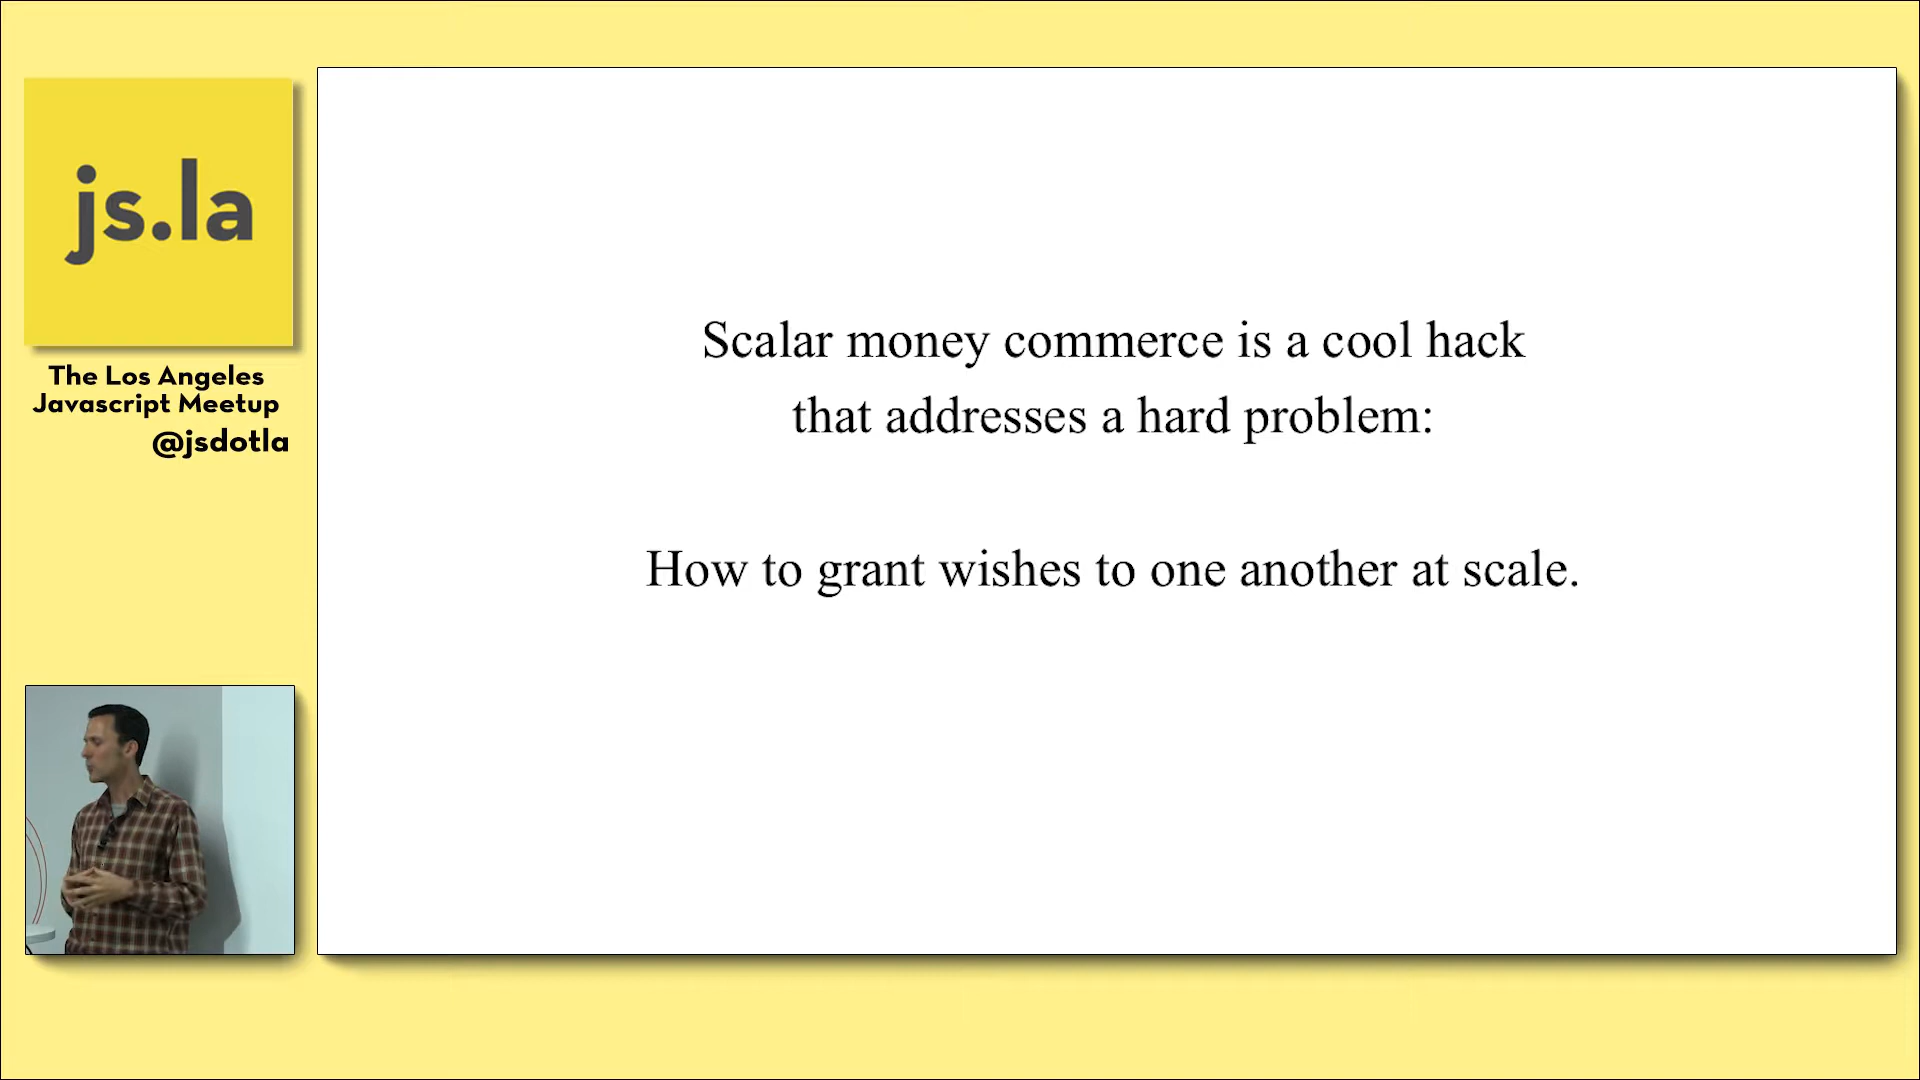 js.la
The Los Angeles
Javascript Meetup
@jsdotla
Scalar money commerce is a cool hack
that addresses a hard problem:
How to grant wishes to one another at scale.